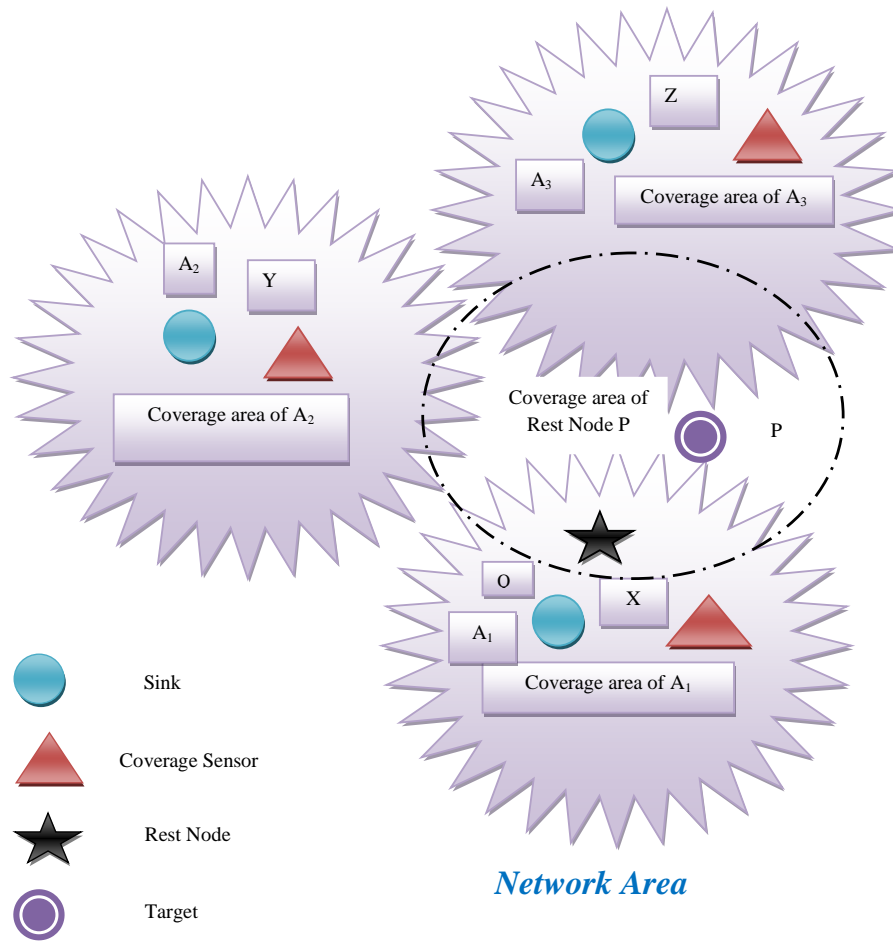 Z
A₃
Coverage area of A₃
A₂
Y
Coverage area of A₂
Coverage area of
Rest Node P
P
O
X
A₁
Coverage area of A₁
Sink
Coverage Sensor
Rest Node
Target
Network Area